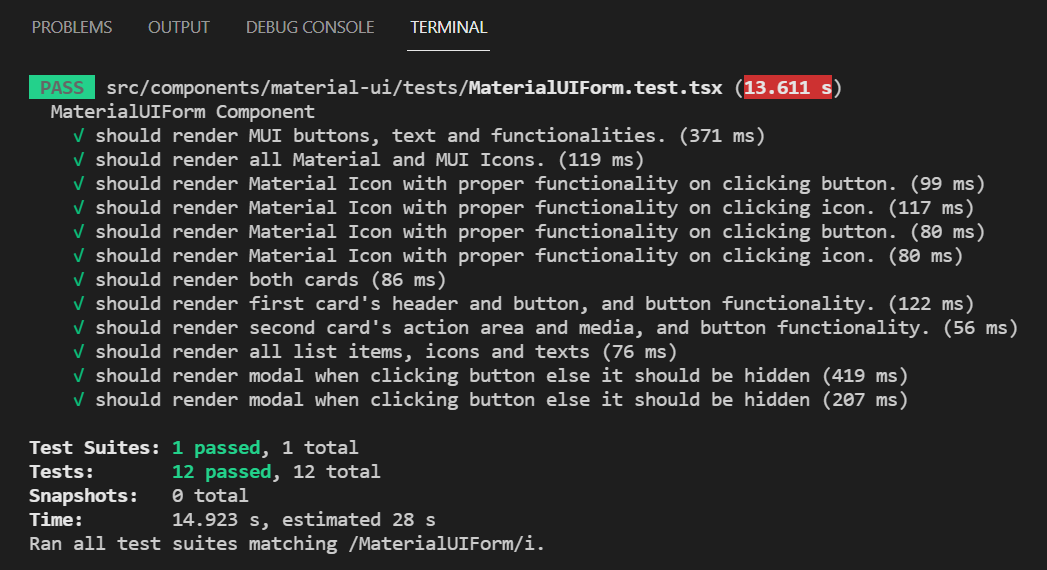 PROBLEMS OUTPUT DEBUG CONSOLE TERMINAL
PASS src/components/material-ui/tests/MaterialUIForm.test.tsx (13.611 s)
MaterialUIForm Component
√ should render MUI buttons, text and functionalities. (371 ms)
√ should render all Material and MUI Icons. (119 ms)
√ should render Material Icon with proper functionality on clicking button. (99 ms)
√ should render Material Icon with proper functionality on clicking icon. (117 ms)
√ should render Material Icon with proper functionality on clicking button. (80 ms)
√ should render Material Icon with proper functionality on clicking icon. (80 ms)
√ should render both cards (86 ms)
√ should render first card's header and button, and button functionality. (122 ms)
√ should render second card's action area and media, and button functionality. (56 ms)
√ should render all list items, icons and texts (76 ms)
√ should render modal when clicking button else it should be hidden (419 ms)
√ should render modal when clicking button else it should be hidden (207 ms)
Test Suites: 1 passed, 1 total
Tests: 12 passed, 12 total
Snapshots: 0 total
Time: 14.923 s, estimated 28 s
Ran all test suites matching /MaterialUIForm/i.